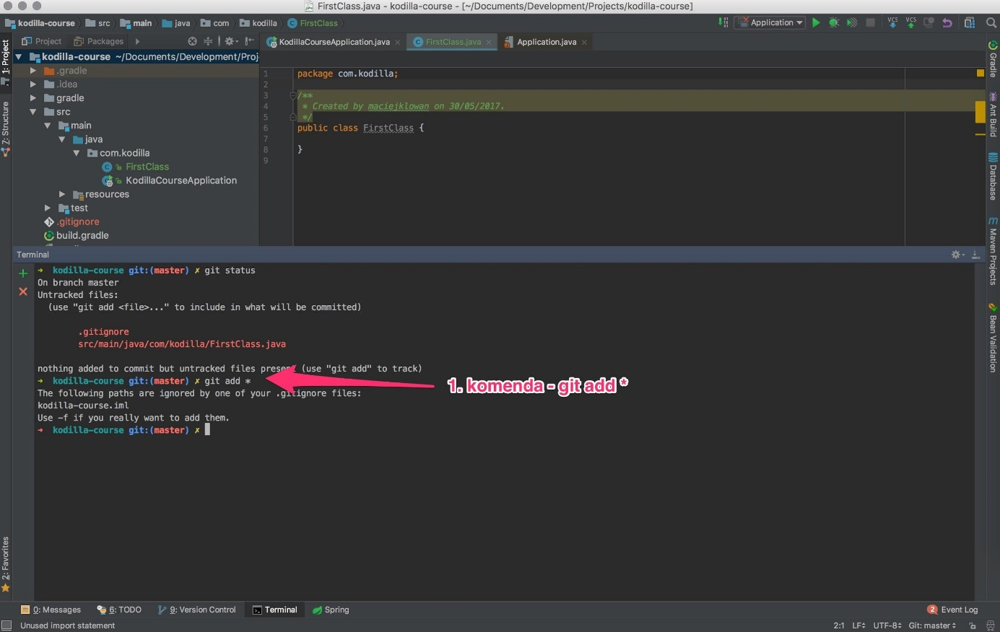 FirstClass.java - kodilla-course - [~/Documents/Development/Projects/kodilla-course]
kodilla-course src main java com kodilla FirstClass
Application
VCS VCS
Project Packages
KodillaCourseApplication.java FirstClass.java Application.java
1: Project
Z: Structure
2: Favorites
kodilla-course ~/Documents/Development/Proj
.gradle
.idea
gradle
src
main
java
com.kodilla
FirstClass
KodillaCourseApplication
resources
test
.gitignore
build.gradle
1 package com.kodilla;
2
3 /**
4 * Created by maciejklowan on 30/05/2017.
5 */
6 public class FirstClass {
7
8 }
9
Gradle
Ant Build
Database
Maven Projects
Bean Validation
Terminal
➜ kodilla-course git:(master) ✗ git status
On branch master
Untracked files:
(use "git add <file>..." to include in what will be committed)
.gitignore
src/main/java/com/kodilla/FirstClass.java
nothing added to commit but untracked files present (use "git add" to track)
➜ kodilla-course git:(master) ✗ git add *
1. komenda - git add *
The following paths are ignored by one of your .gitignore files:
kodilla-course.iml
Use -f if you really want to add them.
➜ kodilla-course git:(master) ✗
0: Messages 6: TODO 9: Version Control Terminal Spring 2 Event Log
Unused import statement 2:1 LF UTF-8 Git: master